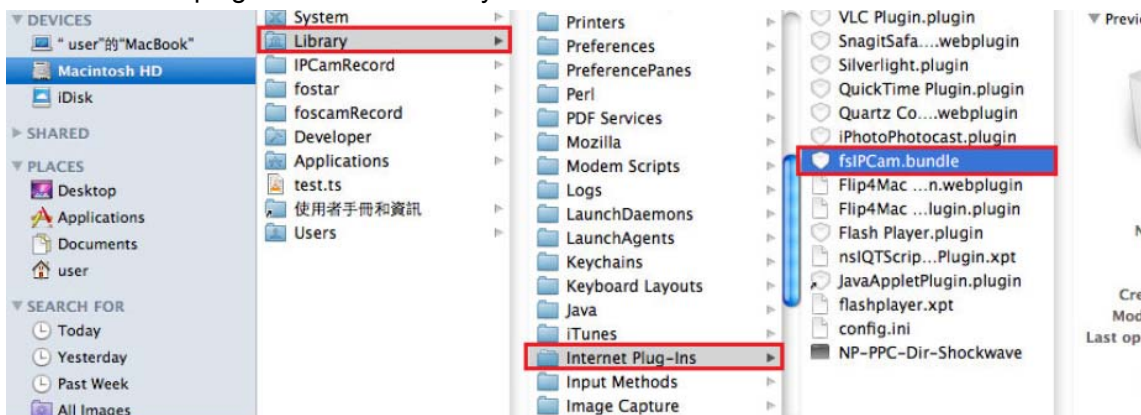 DEVICES
" user"的"MacBook"
Macintosh HD
iDisk
SHARED
PLACES
Desktop
Applications
Documents
user
SEARCH FOR
Today
Yesterday
Past Week
All Images
System
Library
IPCamRecord
fostar
foscamRecord
Developer
Applications
test.ts
使用者手冊和資訊
Users
Printers
Preferences
PreferencePanes
Perl
PDF Services
Mozilla
Modem Scripts
Logs
LaunchDaemons
LaunchAgents
Keychains
Keyboard Layouts
Java
iTunes
Internet Plug-Ins
Input Methods
Image Capture
VLC Plugin.plugin
SnagitSafa....webplugin
Silverlight.plugin
QuickTime Plugin.plugin
Quartz Co....webplugin
iPhotoPhotocast.plugin
fsIPCam.bundle
Flip4Mac ...n.webplugin
Flip4Mac ...lugin.plugin
Flash Player.plugin
nsIQTScrip...Plugin.xpt
JavaAppletPlugin.plugin
flashplayer.xpt
config.ini
NP-PPC-Dir-Shockwave
Previ
N
Cre
Mod
Last op